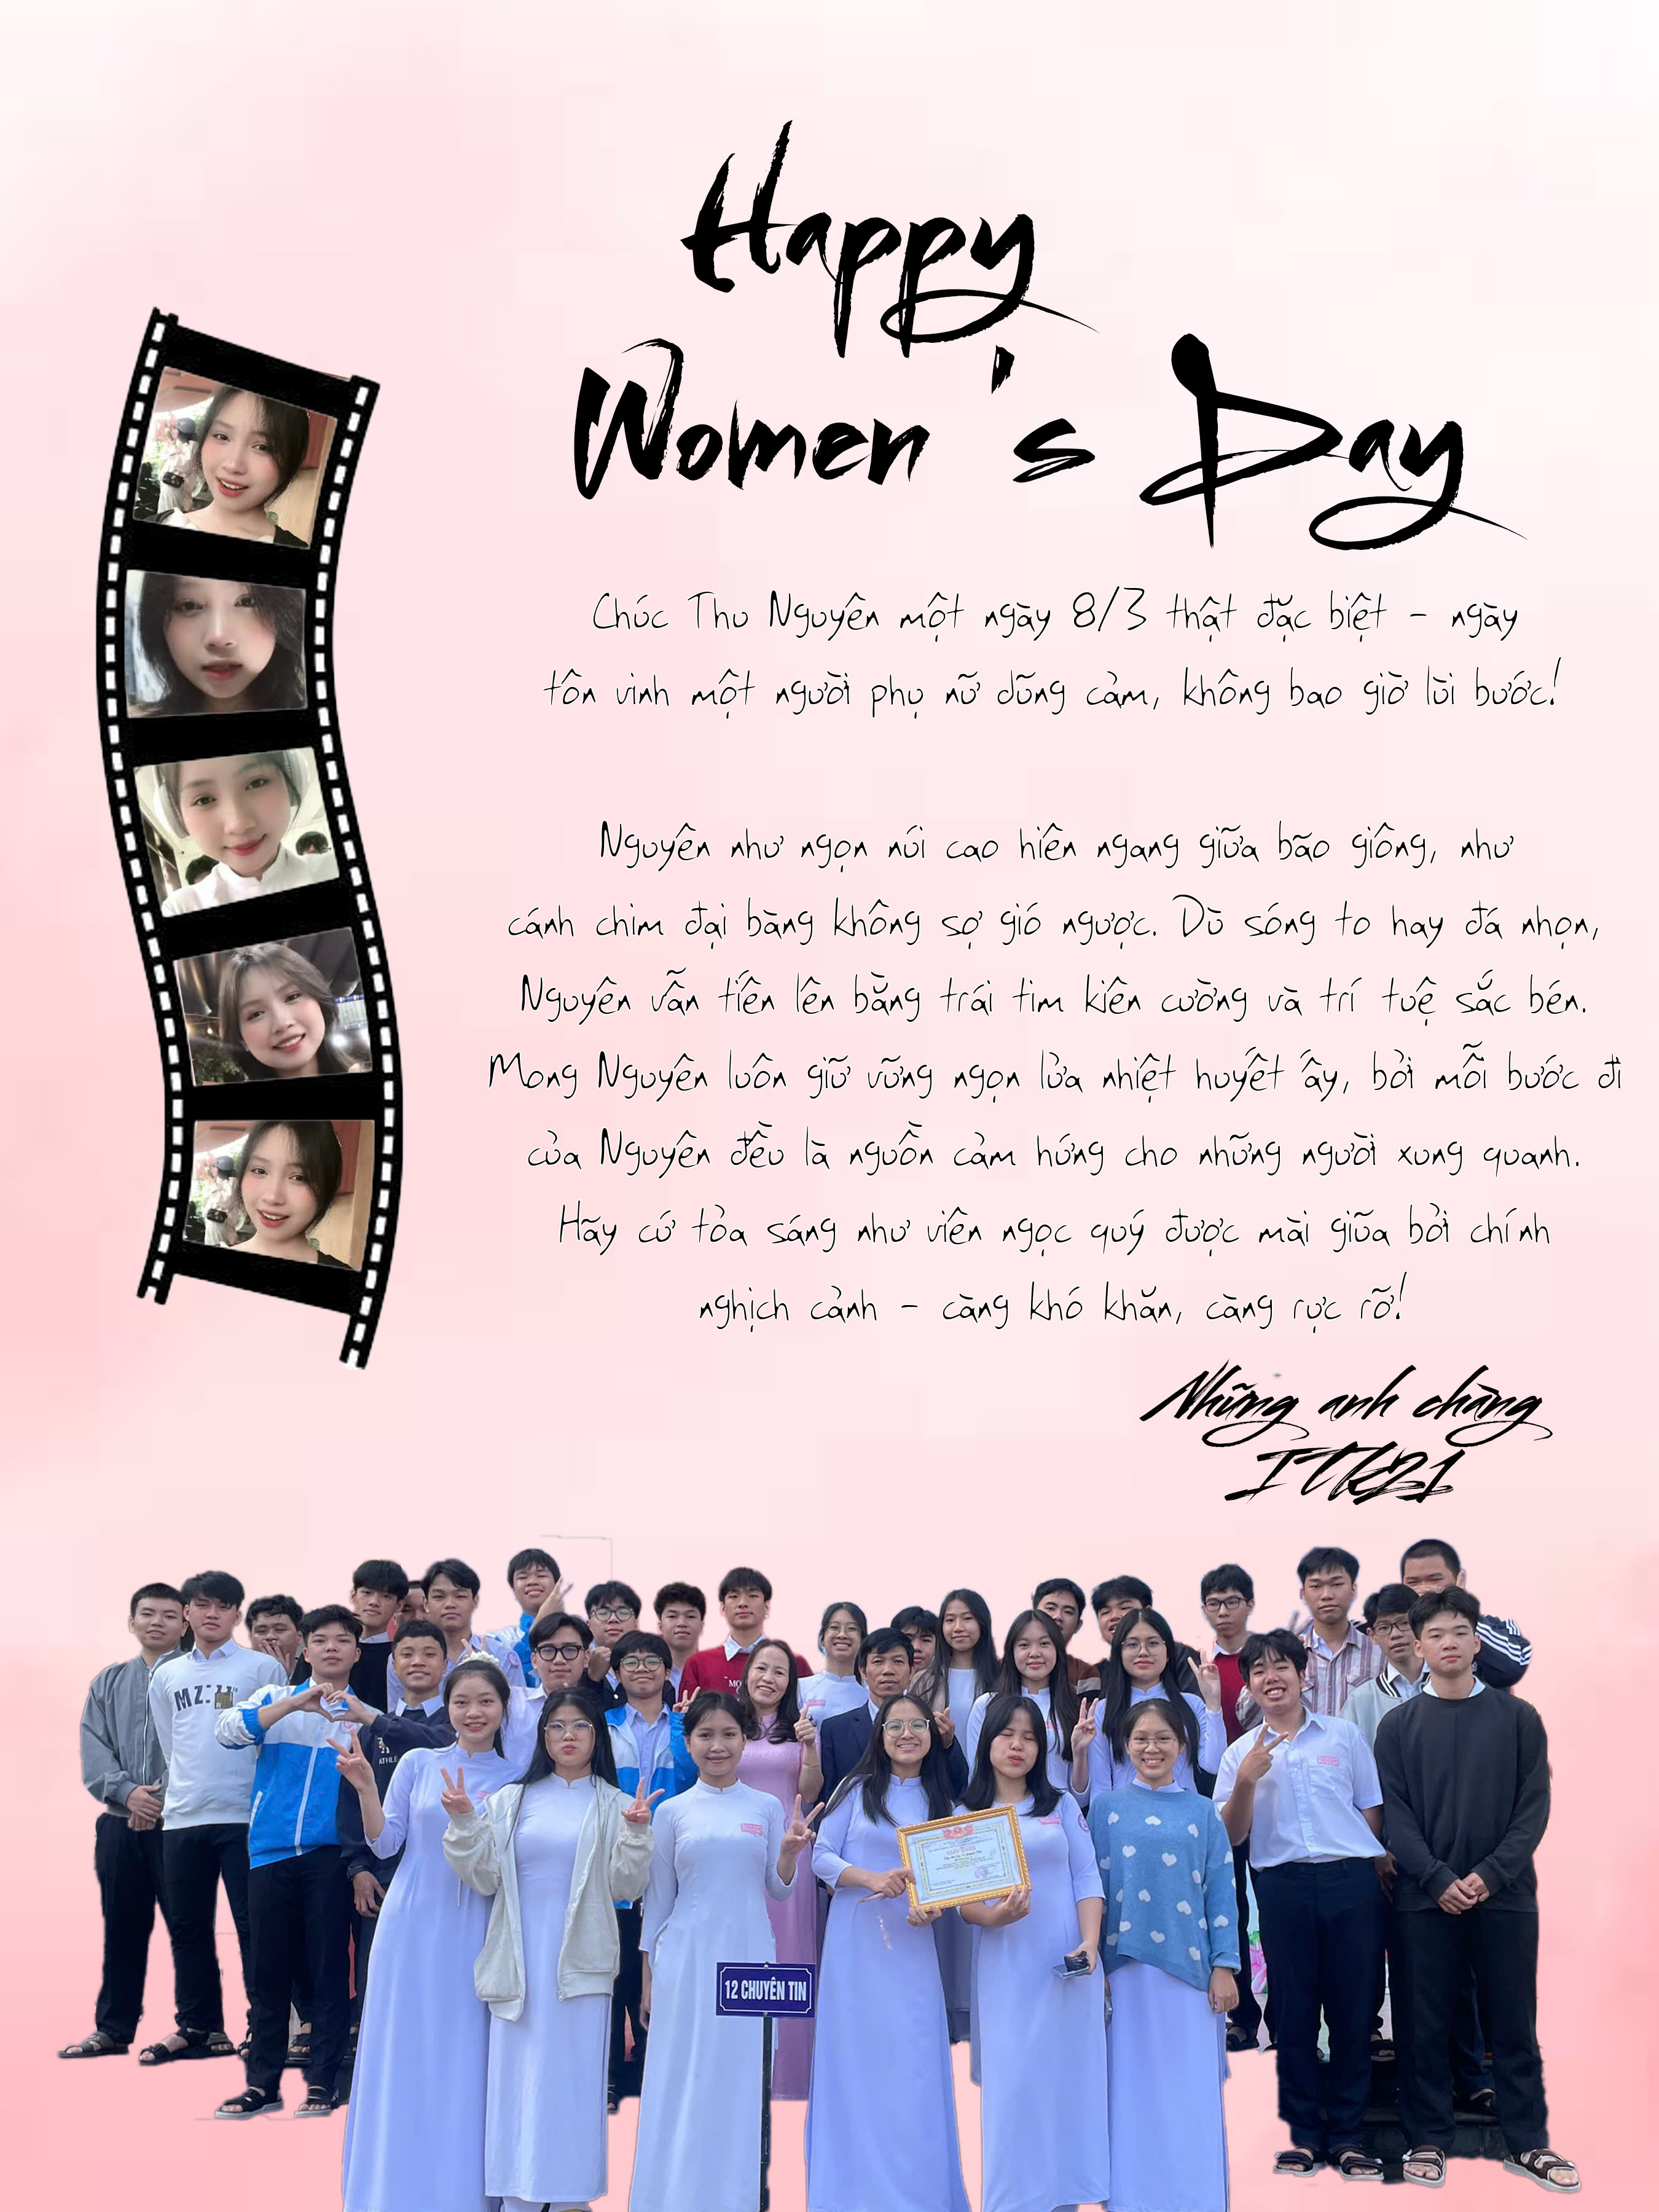 Happy
Women's Day
Chúc Thu Nguyên một ngày 8/3 thật đặc biệt - ngày
tôn vinh một người phụ nữ dũng cảm, không bao giờ lùi bước!
Nguyên như ngọn núi cao hiên ngang giữa bão giông, như
cánh chim đại bàng không sợ gió ngược. Dù sóng to hay đá nhọn,
Nguyên vẫn tiến lên bằng trái tim kiên cường và trí tuệ sắc bén.
Mong Nguyên luôn giữ vững ngọn lửa nhiệt huyết ấy, bởi mỗi bước đi
của Nguyên đều là nguồn cảm hứng cho những người xung quanh.
Hãy cứ tỏa sáng như viên ngọc quý được mài giũa bởi chính
nghịch cảnh - càng khó khăn, càng rực rỡ!
Những anh chàng
ITK21
12 CHUYÊN TIN